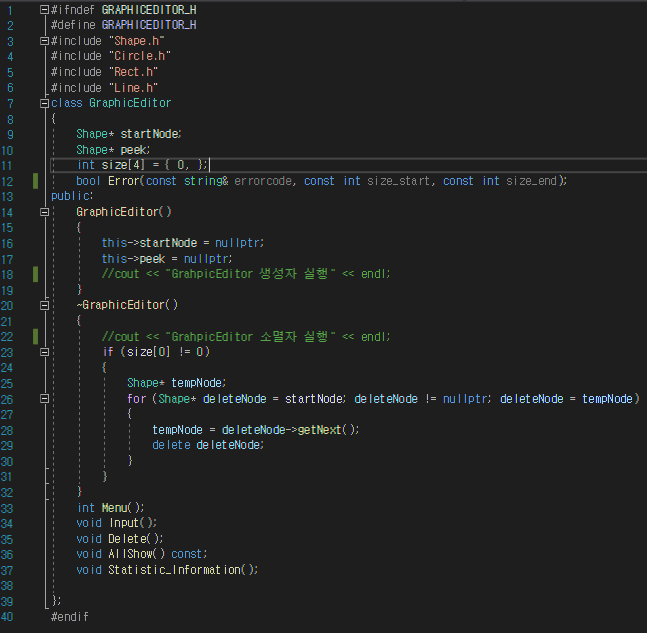 1 #ifndef GRAPHICEDITOR_H
2 #define GRAPHICEDITOR_H
3 #include "Shape.h"
4 #include "Circle.h"
5 #include "Rect.h"
6 #include "Line.h"
7 class GraphicEditor
8 {
9 Shape* startNode;
10 Shape* peek;
11 int size[4] = { 0, };
12 bool Error(const string& errorcode, const int size_start, const int size_end);
13 public:
14 GraphicEditor()
15 {
16 this->startNode = nullptr;
17 this->peek = nullptr;
18 //cout << "GrahpicEditor 생성자 실행" << endl;
19 }
20 ~GraphicEditor()
21 {
22 //cout << "GrahpicEditor 소멸자 실행" << endl;
23 if (size[0] != 0)
24 {
25 Shape* tempNode;
26 for (Shape* deleteNode = startNode; deleteNode != nullptr; deleteNode = tempNode)
27 {
28 tempNode = deleteNode->getNext();
29 delete deleteNode;
30 }
31 }
32 }
33 int Menu();
34 void Input();
35 void Delete();
36 void AllShow() const;
37 void Statistic_Information();
38
39 };
40 #endif